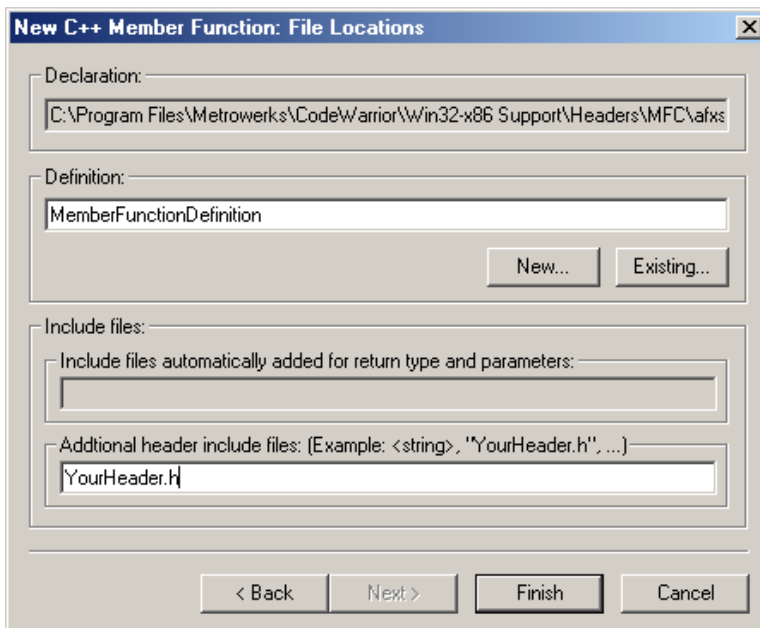 New C++ Member Function: File Locations
Declaration:
C:\Program Files\Metrowerks\CodeWarrior\Win32-x86 Support\Headers\MFC\afxs
Definition:
MemberFunctionDefinition
New... Existing...
Include files:
Include files automatically added for return type and parameters:
Addtional header include files: (Example: <string>, "YourHeader.h", ...)
YourHeader.h
< Back Next > Finish Cancel